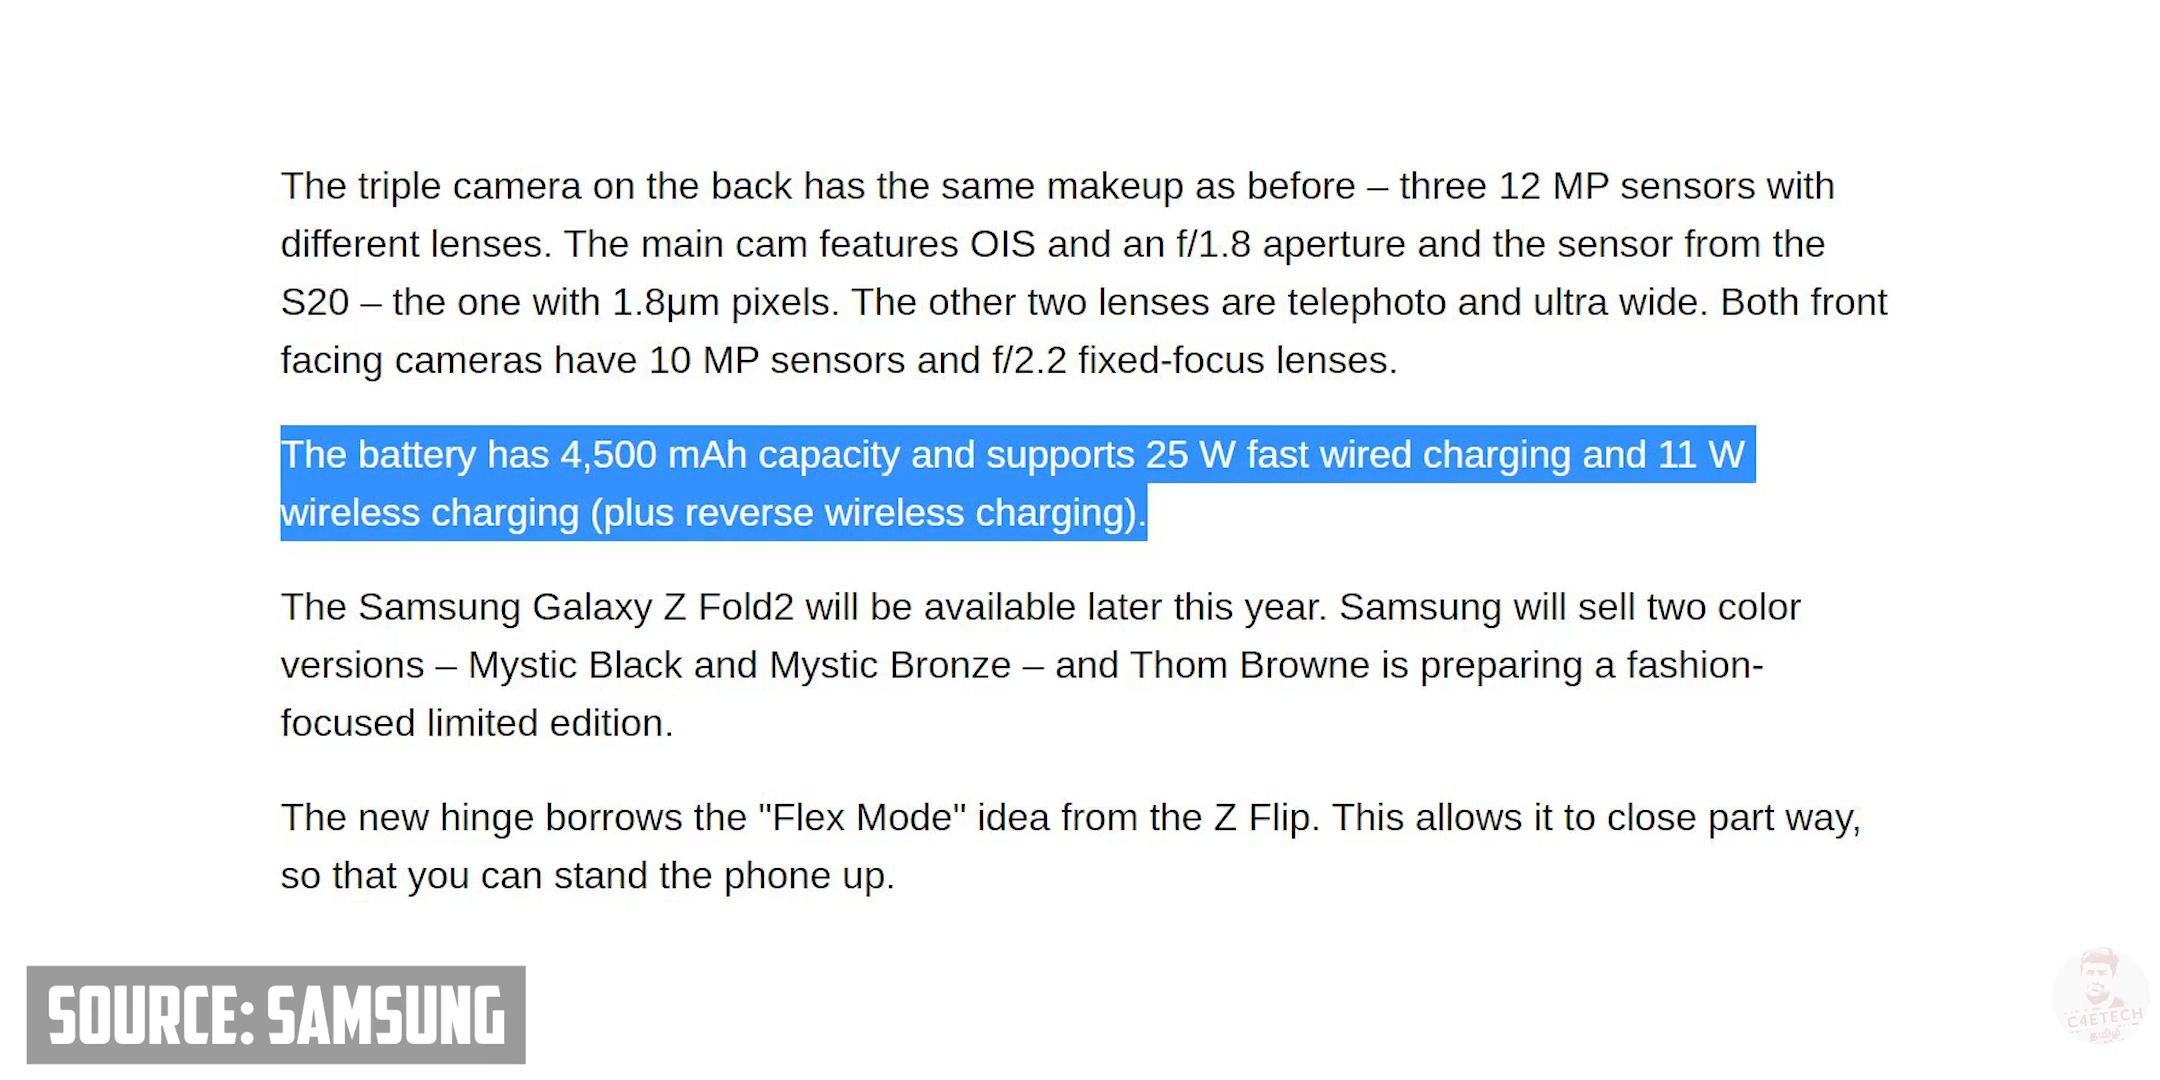 The triple camera on the back has the same makeup as before – three 12 MP sensors with
different lenses. The main cam features OIS and an f/1.8 aperture and the sensor from the
S20 – the one with 1.8µm pixels. The other two lenses are telephoto and ultra wide. Both front
facing cameras have 10 MP sensors and f/2.2 fixed-focus lenses.
The battery has 4,500 mAh capacity and supports 25 W fast wired charging and 11 W
wireless charging (plus reverse wireless charging).
The Samsung Galaxy Z Fold2 will be available later this year. Samsung will sell two color
versions – Mystic Black and Mystic Bronze – and Thom Browne is preparing a fashion-
focused limited edition.
The new hinge borrows the "Flex Mode" idea from the Z Flip. This allows it to close part way,
so that you can stand the phone up.
SOURCE: SAMSUNG
C4ETECH
தமிழ்